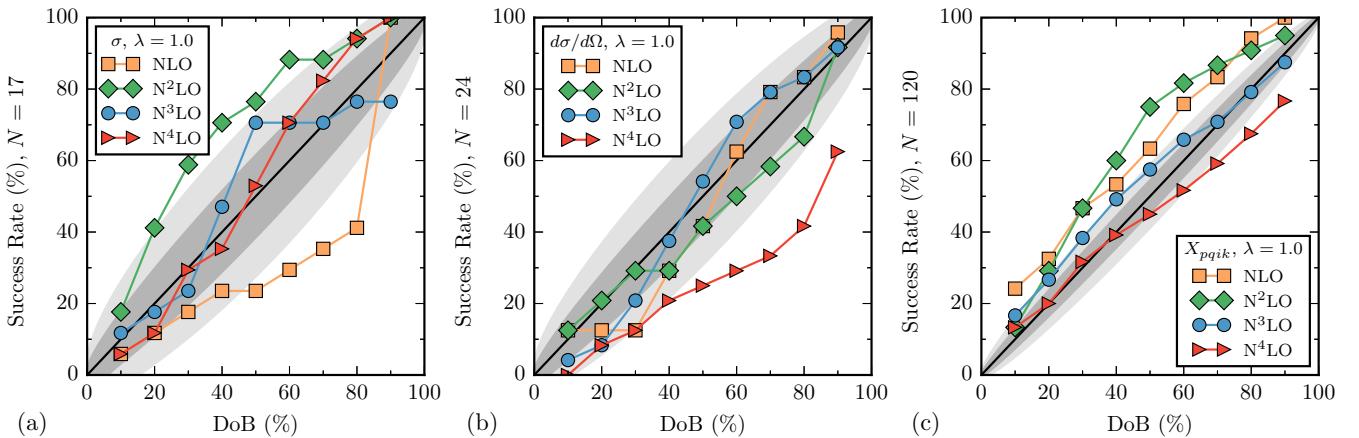 100
80
60
40
20
0
0 20 40 60 80 100
Success Rate (%), N = 17
DoB (%)
(a)
σ, λ = 1.0
NLO
N²LO
N³LO
N⁴LO
100
80
60
40
20
0
0 20 40 60 80 100
Success Rate (%), N = 24
DoB (%)
(b)
dσ/dΩ, λ = 1.0
NLO
N²LO
N³LO
N⁴LO
100
80
60
40
20
0
0 20 40 60 80 100
Success Rate (%), N = 120
DoB (%)
(c)
X_{pqik}, λ = 1.0
NLO
N²LO
N³LO
N⁴LO